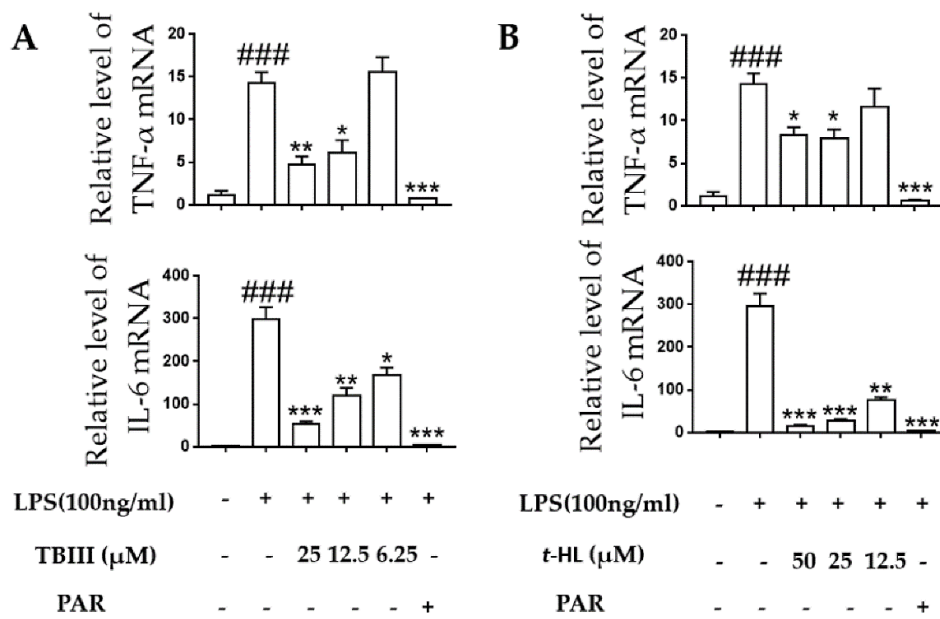 A
Relative level of
TNF-α mRNA
20
15
10
5
0
###
**
*
***
Relative level of
IL-6 mRNA
400
300
200
100
0
###
***
**
*
***
LPS(100ng/ml) - + + + + +
TBIII (μM) - - 25 12.5 6.25 -
PAR - - - - - +
B
Relative level of
TNF-α mRNA
20
15
10
5
0
###
*
*
***
Relative level of
IL-6 mRNA
400
300
200
100
0
###
***
***
**
***
LPS(100ng/ml) - + + + + +
t-HL (μM) - - 50 25 12.5 -
PAR - - - - - +